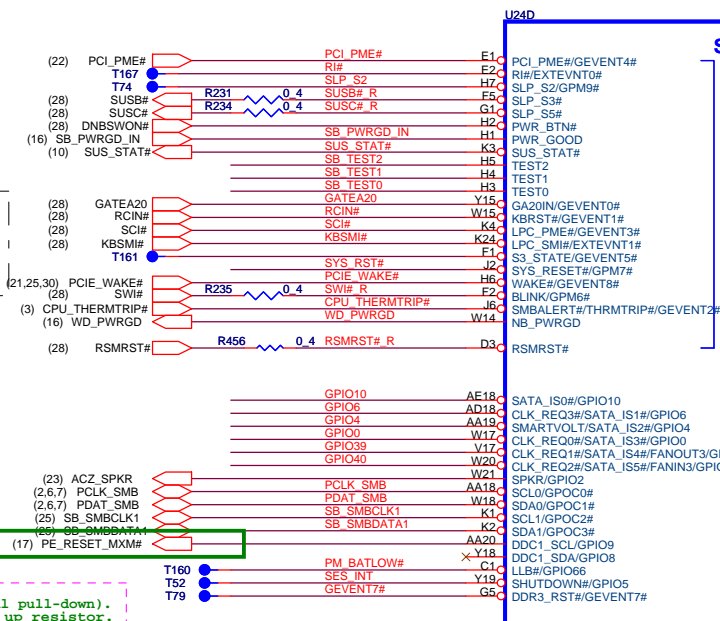 U24D
S
(22) PCI_PME# PCI_PME# E1 PCI_PME#/GEVENT4#
T167 RI# E2 RI#/EXTEVNT0#
T74 SLP_S2 H7 SLP_S2/GPM9#
(28) SUSB# R231 0_4 SUSB#_R F5 SLP_S3#
(28) SUSC# R234 0_4 SUSC#_R G1 SLP_S5#
(28) DNBSWON# H2 PWR_BTN#
(16) SB_PWRGD_IN SB_PWRGD_IN H1 PWR_GOOD
(10) SUS_STAT# SUS_STAT# K3 SUS_STAT#
SB_TEST2 H5 TEST2
SB_TEST1 H4 TEST1
SB_TEST0 H3 TEST0
(28) GATEA20 GATEA20 Y15 GA20IN/GEVENT0#
(28) RCIN# RCIN# W15 KBRST#/GEVENT1#
(28) SCI# SCI# K4 LPC_PME#/GEVENT3#
(28) KBSMI# KBSMI# K24 LPC_SMI#/EXTEVNT1#
T161 F1 S3_STATE/GEVENT5#
SYS_RST# J2 SYS_RESET#/GPM7#
(21,25,30) PCIE_WAKE# PCIE_WAKE# H6 WAKE#/GEVENT8#
(28) SWI# R235 0_4 SWI#_R F2 BLINK/GPM6#
(3) CPU_THERMTRIP# CPU_THERMTRIP# J6 SMBALERT#/THRMTRIP#/GEVENT2#
(16) WD_PWRGD WD_PWRGD W14 NB_PWRGD
(28) RSMRST# R456 0_4 RSMRST#_R D3 RSMRST#
GPIO10 AE18 SATA_IS0#/GPIO10
GPIO6 AD18 CLK_REQ3#/SATA_IS1#/GPIO6
GPIO4 AA19 SMARTVOLT/SATA_IS2#/GPIO4
GPIO0 W17 CLK_REQ0#/SATA_IS3#/GPIO0
GPIO39 V17 CLK_REQ1#/SATA_IS4#/FANOUT3/G
GPIO40 W20 CLK_REQ2#/SATA_IS5#/FANIN3/GPIO
(23) ACZ_SPKR W21 SPKR/GPIO2
(2,6,7) PCLK_SMB PCLK_SMB AA18 SCL0/GPOC0#
(2,6,7) PDAT_SMB PDAT_SMB W18 SDA0/GPOC1#
(25) SB_SMBCLK1 SB_SMBCLK1 K1 SCL1/GPOC2#
(25) SB_SMBDATA1 SB_SMBDATA1 K2 SDA1/GPOC3#
(17) PE_RESET_MXM# AA20 DDC1_SCL/GPIO9
Y18 DDC1_SDA/GPIO8
T160 PM_BATLOW# C1 LLB#/GPIO66
T52 SES_INT Y19 SHUTDOWN#/GPIO5
T79 GEVENT7# G5 DDR3_RST#/GEVENT7#
l pull-down).
up resistor.